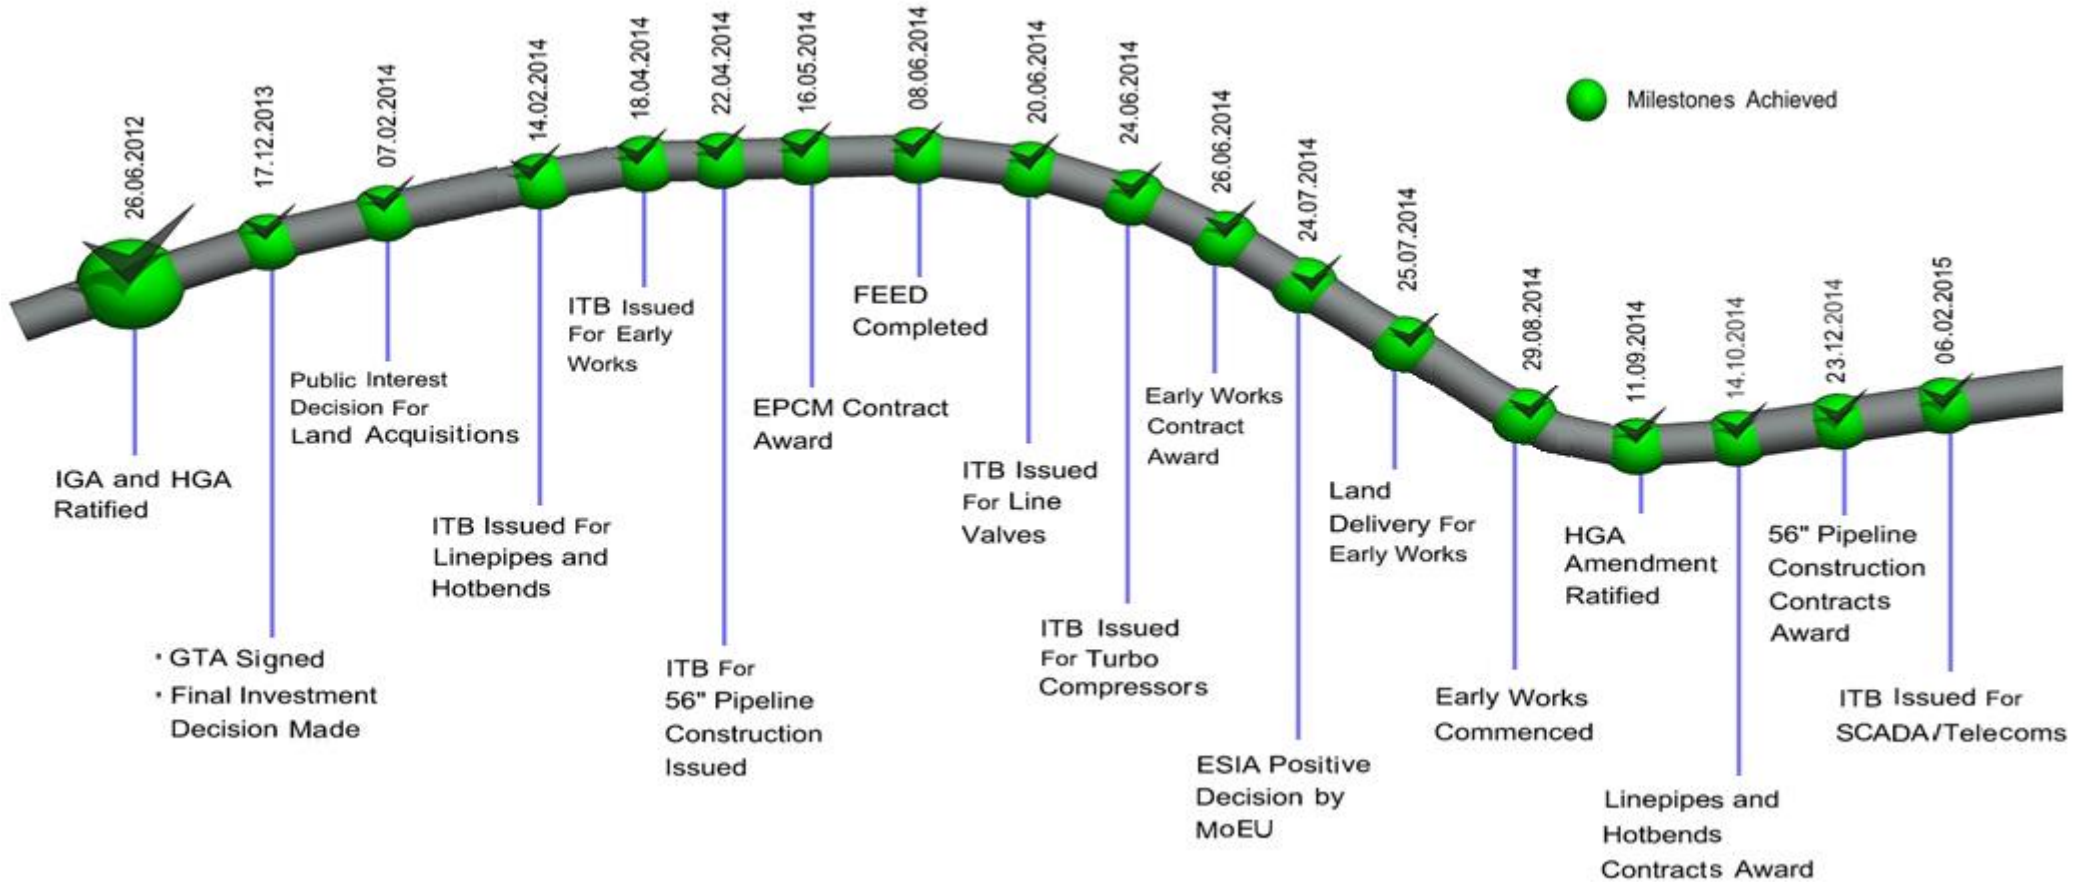 26.06.2012
IGA and HGA
Ratified
17.12.2013
· GTA Signed
· Final Investment
Decision Made
07.02.2014
Public Interest
Decision For
Land Acquisitions
14.02.2014
ITB Issued For
Linepipes and
Hotbends
18.04.2014
ITB Issued
For Early
Works
22.04.2014
ITB For
56" Pipeline
Construction
Issued
16.05.2014
EPCM Contract
Award
08.06.2014
FEED
Completed
20.06.2014
ITB Issued
For Line
Valves
24.06.2014
ITB Issued
For Turbo
Compressors
26.06.2014
Early Works
Contract
Award
24.07.2014
ESIA Positive
Decision by
MoEU
25.07.2014
Land
Delivery For
Early Works
29.08.2014
Early Works
Commenced
11.09.2014
HGA
Amendment
Ratified
14.10.2014
Linepipes and
Hotbends
Contracts Award
23.12.2014
56" Pipeline
Construction
Contracts
Award
06.02.2015
ITB Issued For
SCADA/Telecoms
Milestones Achieved